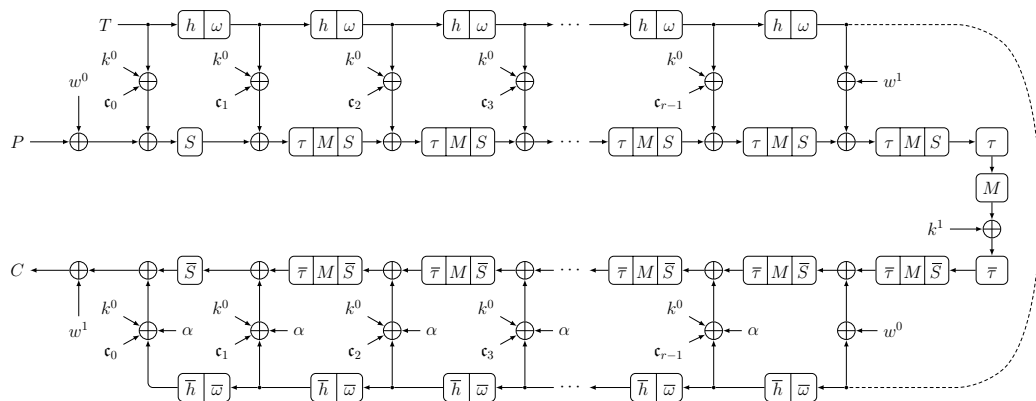 T h ω h ω h ω ⋯ h ω h ω
k⁰ k⁰ k⁰ k⁰ k⁰
w⁰ 𝔠₀ 𝔠₁ 𝔠₂ 𝔠₃ 𝔠ᵣ₋₁ w¹
P S τ M S τ M S ⋯ τ M S τ M S τ M S τ
M
k¹
C S̅ τ̅ M S̅ τ̅ M S̅ ⋯ τ̅ M S̅ τ̅ M S̅ τ̅ M S̅ τ̅
k⁰ k⁰ k⁰ k⁰ k⁰
w¹ α α α α α w⁰
𝔠₀ 𝔠₁ 𝔠₂ 𝔠₃ 𝔠ᵣ₋₁
h̅ ω̅ h̅ ω̅ h̅ ω̅ ⋯ h̅ ω̅ h̅ ω̅